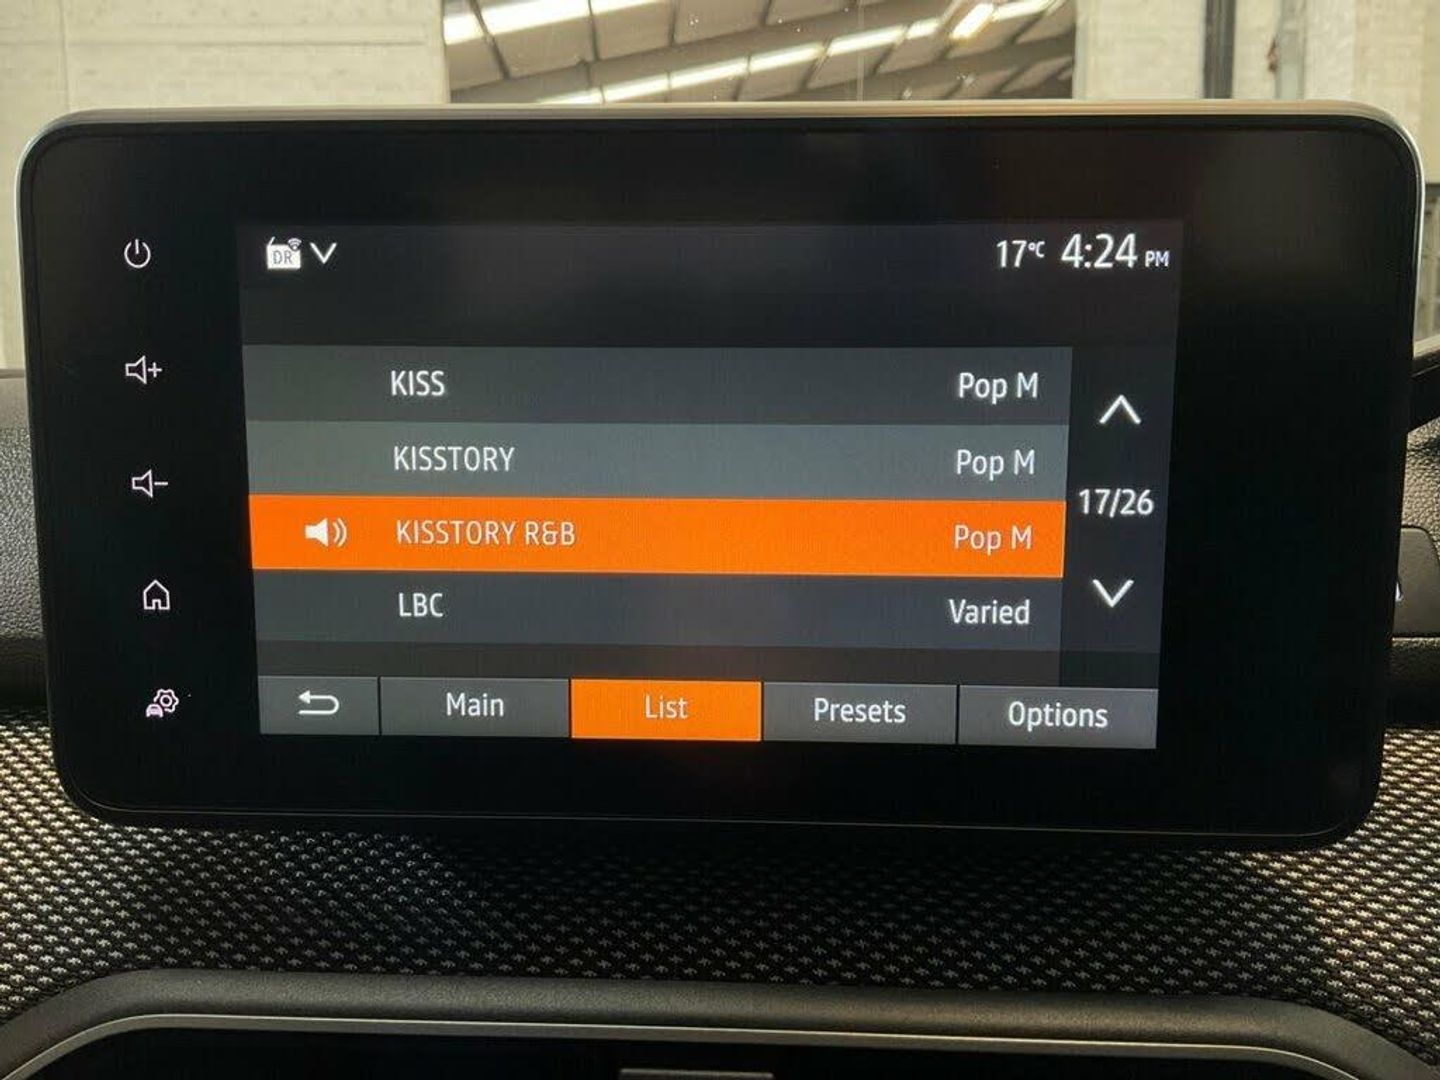 DR 17°C 4:24 PM
KISS Pop M
KISSTORY Pop M
KISSTORY R&B Pop M
17/26
LBC Varied
Main List Presets Options